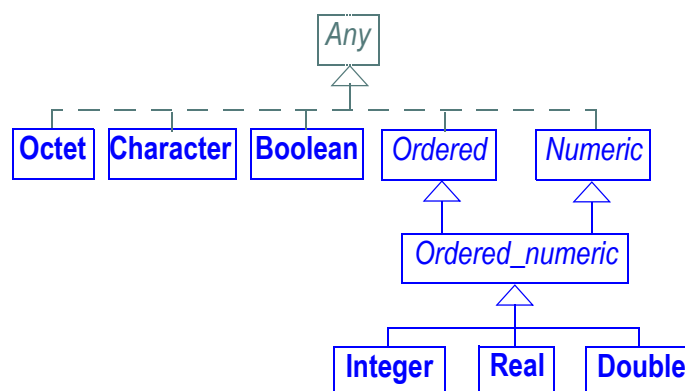 Any
Octet Character Boolean Ordered Numeric
Ordered_numeric
Integer Real Double